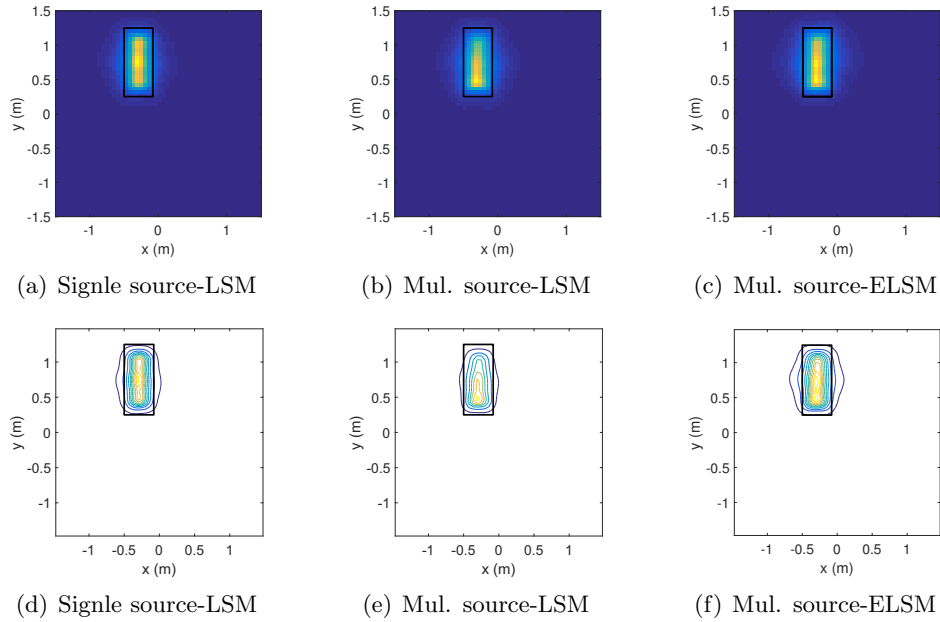 1.5
1
0.5
0
-0.5
-1
-1.5
y (m)
-1 0 1
x (m)
(a) Signle source-LSM
1.5
1
0.5
0
-0.5
-1
-1.5
y (m)
-1 0 1
x (m)
(b) Mul. source-LSM
1.5
1
0.5
0
-0.5
-1
-1.5
y (m)
-1 0 1
x (m)
(c) Mul. source-ELSM
1
0.5
0
-0.5
-1
y (m)
-1 -0.5 0 0.5 1
x (m)
(d) Signle source-LSM
1
0.5
0
-0.5
-1
y (m)
-1 -0.5 0 0.5 1
x (m)
(e) Mul. source-LSM
1
0.5
0
-0.5
-1
y (m)
-1 -0.5 0 0.5 1
x (m)
(f) Mul. source-ELSM